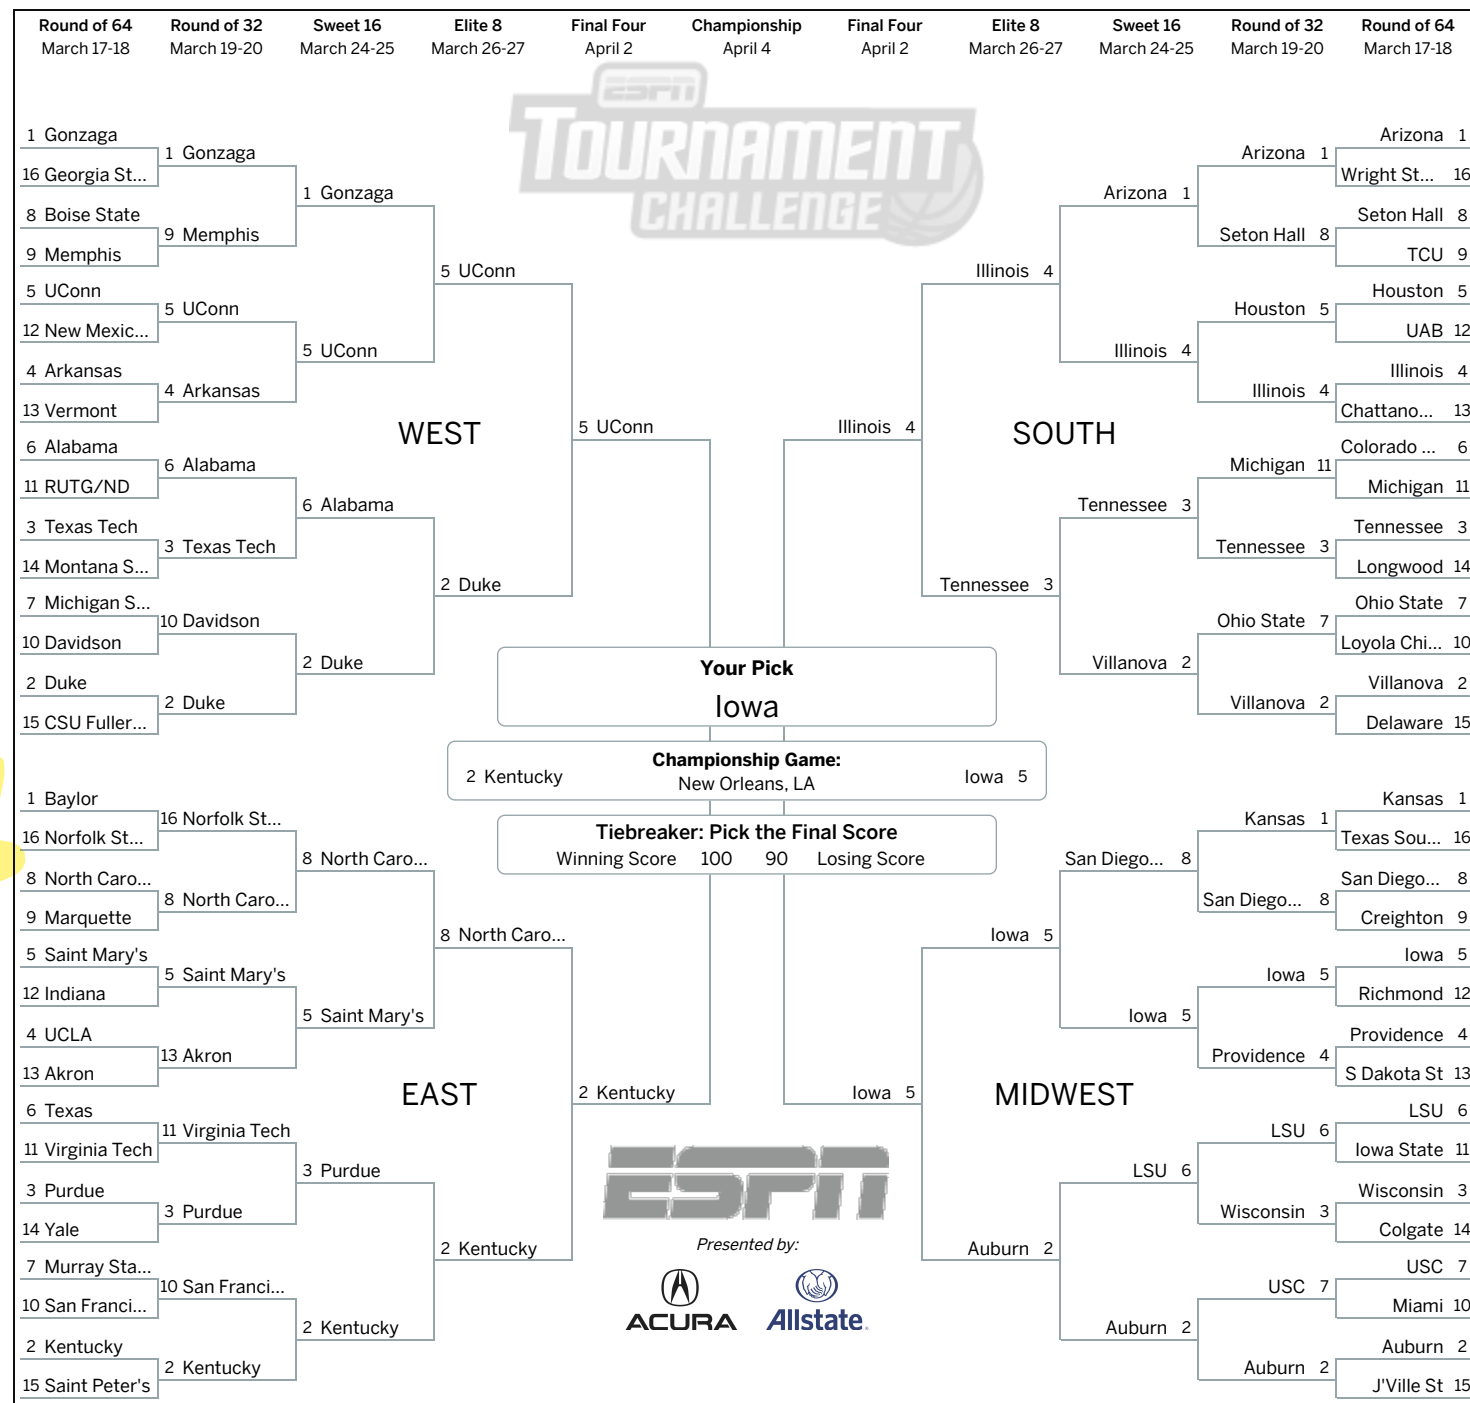 Round of 64 Round of 32 Sweet 16 Elite 8 Final Four Championship Final Four Elite 8 Sweet 16 Round of 32 Round of 64
March 17-18 March 19-20 March 24-25 March 26-27 April 2 April 4 April 2 March 26-27 March 24-25 March 19-20 March 17-18
ESPN
TOURNAMENT
CHALLENGE
WEST
1 Gonzaga
16 Georgia St...
8 Boise State
9 Memphis
5 UConn
12 New Mexic...
4 Arkansas
13 Vermont
6 Alabama
11 RUTG/ND
3 Texas Tech
14 Montana S...
7 Michigan S...
10 Davidson
2 Duke
15 CSU Fuller...
1 Gonzaga
9 Memphis
5 UConn
4 Arkansas
6 Alabama
3 Texas Tech
10 Davidson
2 Duke
1 Gonzaga
5 UConn
6 Alabama
2 Duke
5 UConn
2 Duke
5 UConn
EAST
1 Baylor
16 Norfolk St...
8 North Caro...
9 Marquette
5 Saint Mary's
12 Indiana
4 UCLA
13 Akron
6 Texas
11 Virginia Tech
3 Purdue
14 Yale
7 Murray Sta...
10 San Franci...
2 Kentucky
15 Saint Peter's
16 Norfolk St...
8 North Caro...
5 Saint Mary's
13 Akron
11 Virginia Tech
3 Purdue
10 San Franci...
2 Kentucky
8 North Caro...
5 Saint Mary's
3 Purdue
2 Kentucky
8 North Caro...
2 Kentucky
2 Kentucky
Your Pick
Iowa
Championship Game:
2 Kentucky New Orleans, LA Iowa 5
Tiebreaker: Pick the Final Score
Winning Score 100 90 Losing Score
SOUTH
Illinois 4
Illinois 4
Tennessee 3
Arizona 1
Illinois 4
Tennessee 3
Villanova 2
Arizona 1
Seton Hall 8
Houston 5
Illinois 4
Michigan 11
Tennessee 3
Ohio State 7
Villanova 2
Arizona 1
Wright St... 16
Seton Hall 8
TCU 9
Houston 5
UAB 12
Illinois 4
Chattano... 13
Colorado ... 6
Michigan 11
Tennessee 3
Longwood 14
Ohio State 7
Loyola Chi... 10
Villanova 2
Delaware 15
MIDWEST
Iowa 5
Iowa 5
Auburn 2
San Diego... 8
Iowa 5
LSU 6
Auburn 2
Kansas 1
San Diego... 8
Iowa 5
Providence 4
LSU 6
Wisconsin 3
USC 7
Auburn 2
Kansas 1
Texas Sou... 16
San Diego... 8
Creighton 9
Iowa 5
Richmond 12
Providence 4
S Dakota St 13
LSU 6
Iowa State 11
Wisconsin 3
Colgate 14
USC 7
Miami 10
Auburn 2
J'Ville St 15
ESPN
Presented by:
ACURA Allstate.